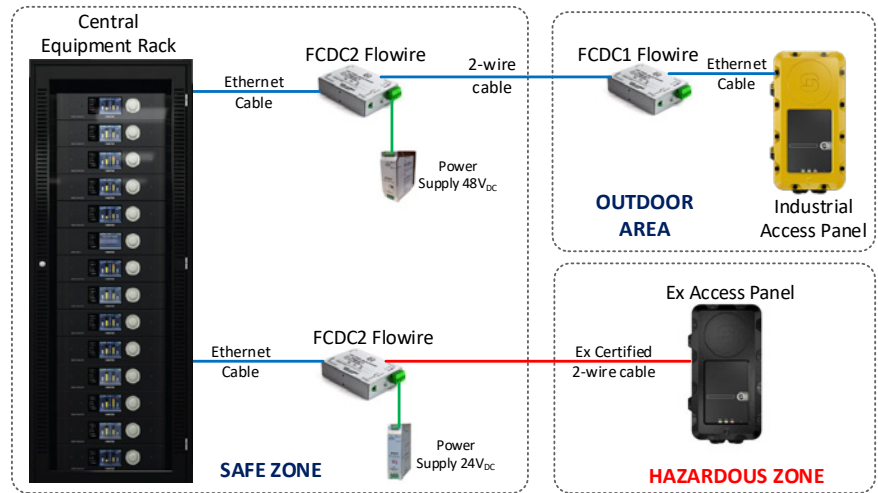 Central
Equipment Rack
FCDC2 Flowire
Ethernet
Cable
2-wire
cable
FCDC1 Flowire
Ethernet
Cable
Power
Supply 48VDC
OUTDOOR
AREA
Industrial
Access Panel
Ex Access Panel
FCDC2 Flowire
Ethernet
Cable
Ex Certified
2-wire cable
Power
Supply 24VDC
SAFE ZONE
HAZARDOUS ZONE